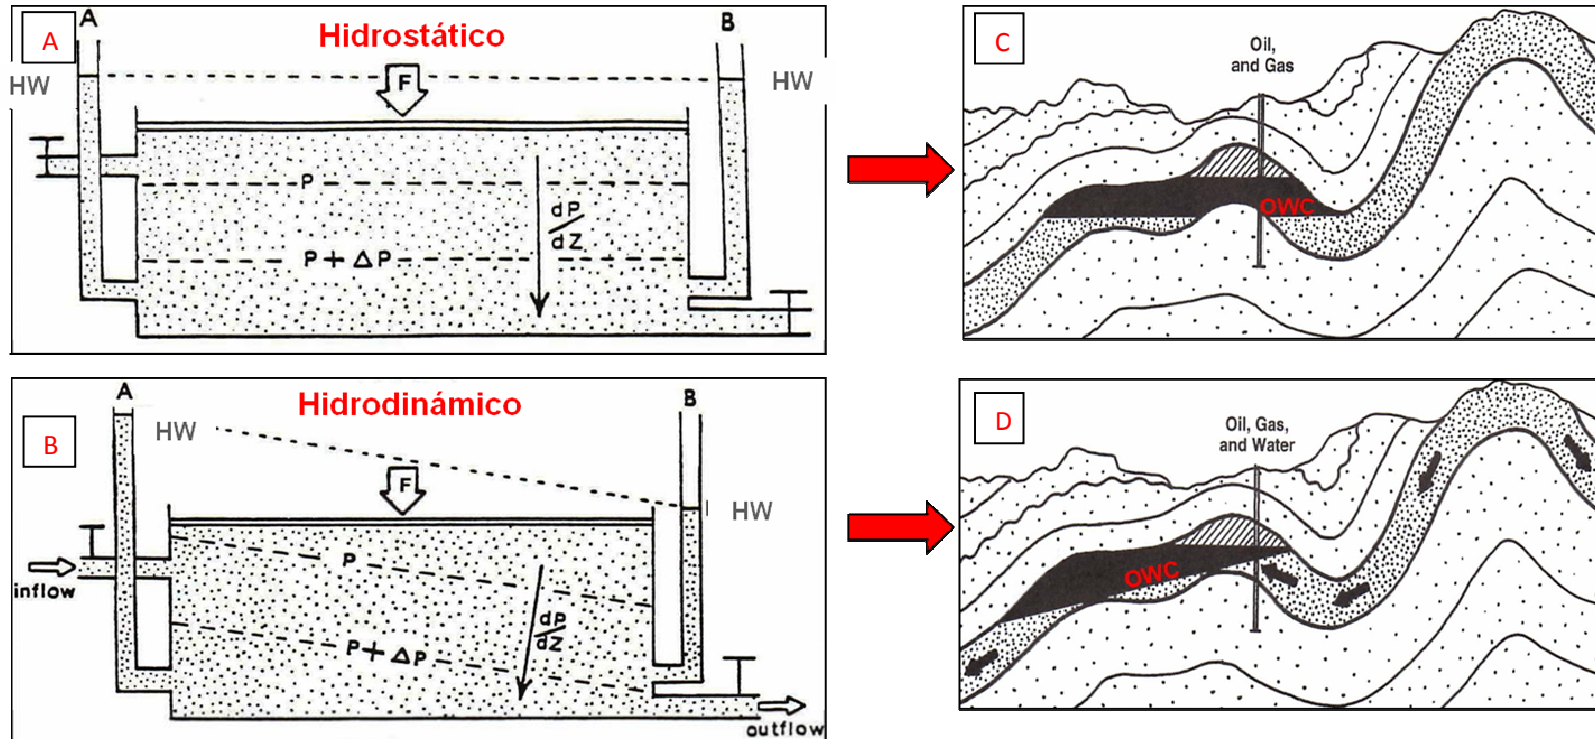 A
A
Hidrostático
B
HW
HW
F
P
dP
dZ
P + ΔP
C
Oil,
and Gas
OWC
A
B
Hidrodinámico
B
HW
F
HW
P
inflow
dP
dZ
P + ΔP
outflow
D
Oil, Gas,
and Water
OWC